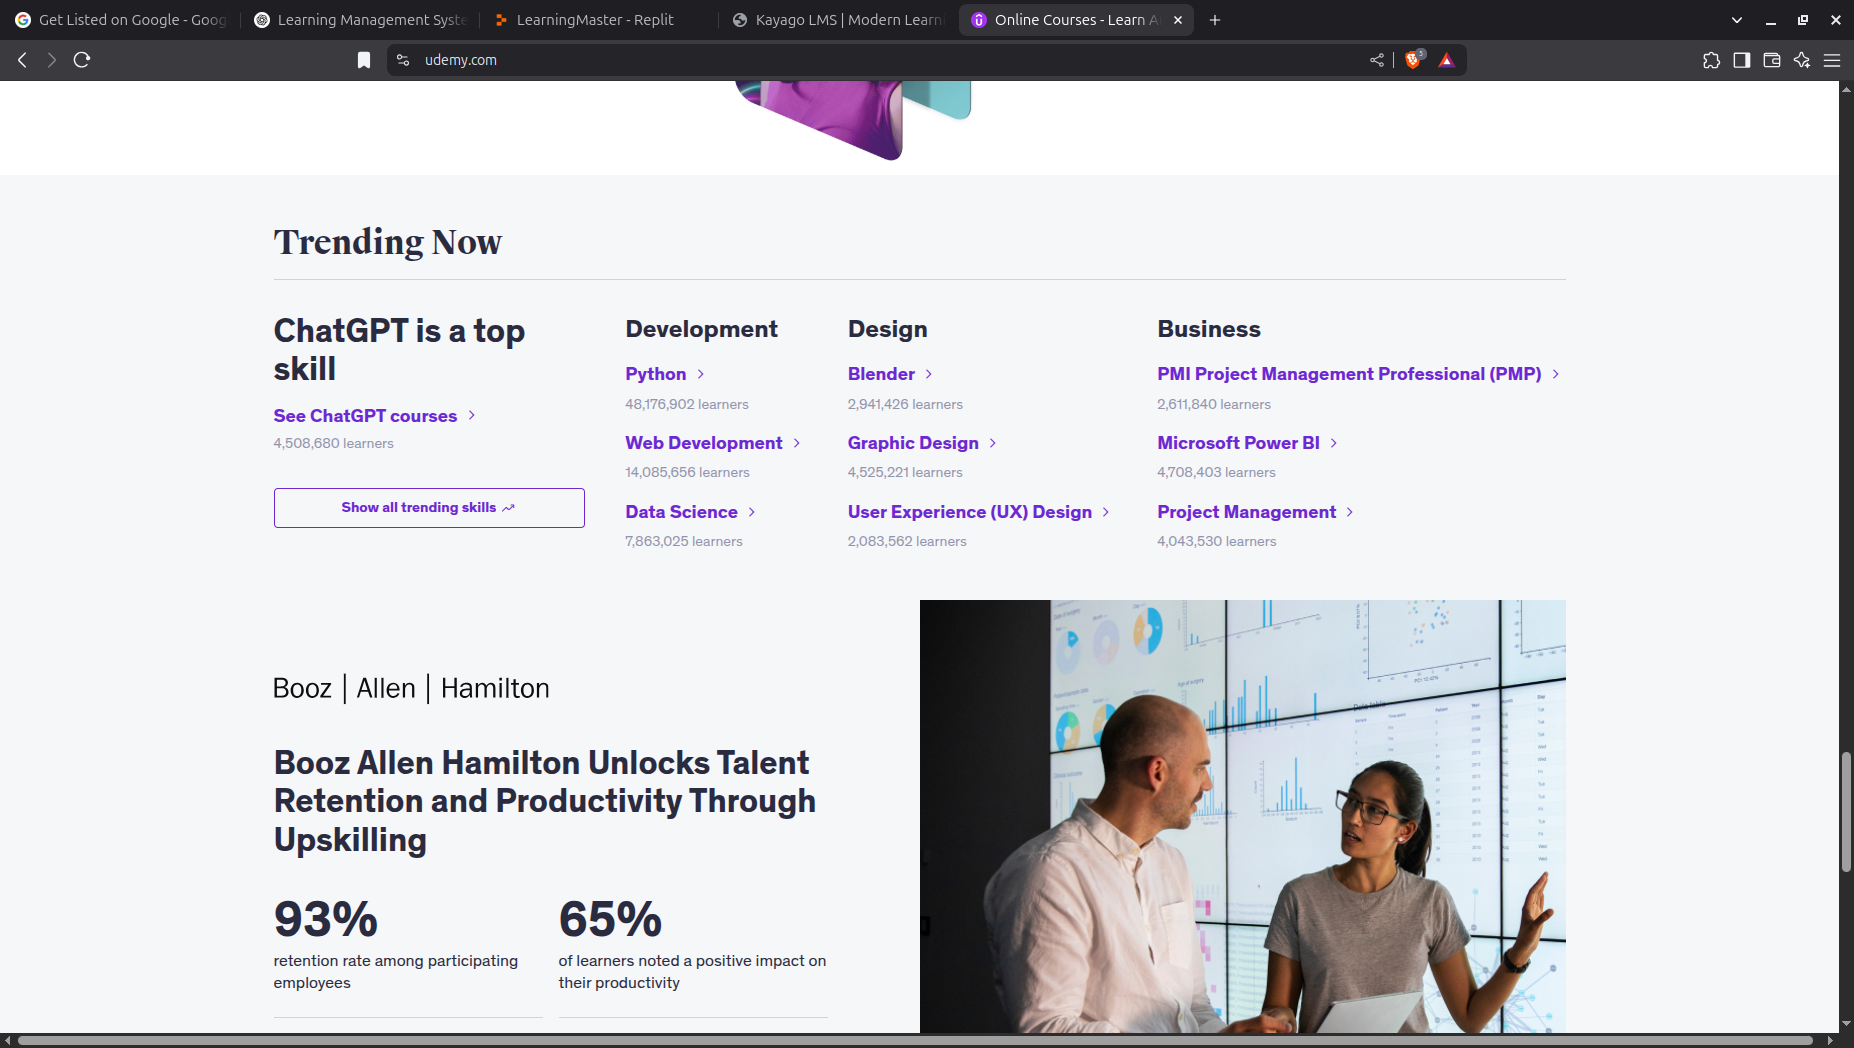 Get Listed on Google - Goog
Learning Management Syste
LearningMaster - Replit
Kayago LMS | Modern Learni
Online Courses - Learn A
udemy.com
5
Trending Now
ChatGPT is a top
skill
See ChatGPT courses
4,508,680 learners
Show all trending skills
Development
Python
48,176,902 learners
Web Development
14,085,656 learners
Data Science
7,863,025 learners
Design
Blender
2,941,426 learners
Graphic Design
4,525,221 learners
User Experience (UX) Design
2,083,562 learners
Business
PMI Project Management Professional (PMP)
2,611,840 learners
Microsoft Power BI
4,708,403 learners
Project Management
4,043,530 learners
Booz | Allen | Hamilton
Booz Allen Hamilton Unlocks Talent
Retention and Productivity Through
Upskilling
93%
retention rate among participating
employees
65%
of learners noted a positive impact on
their productivity
Data table